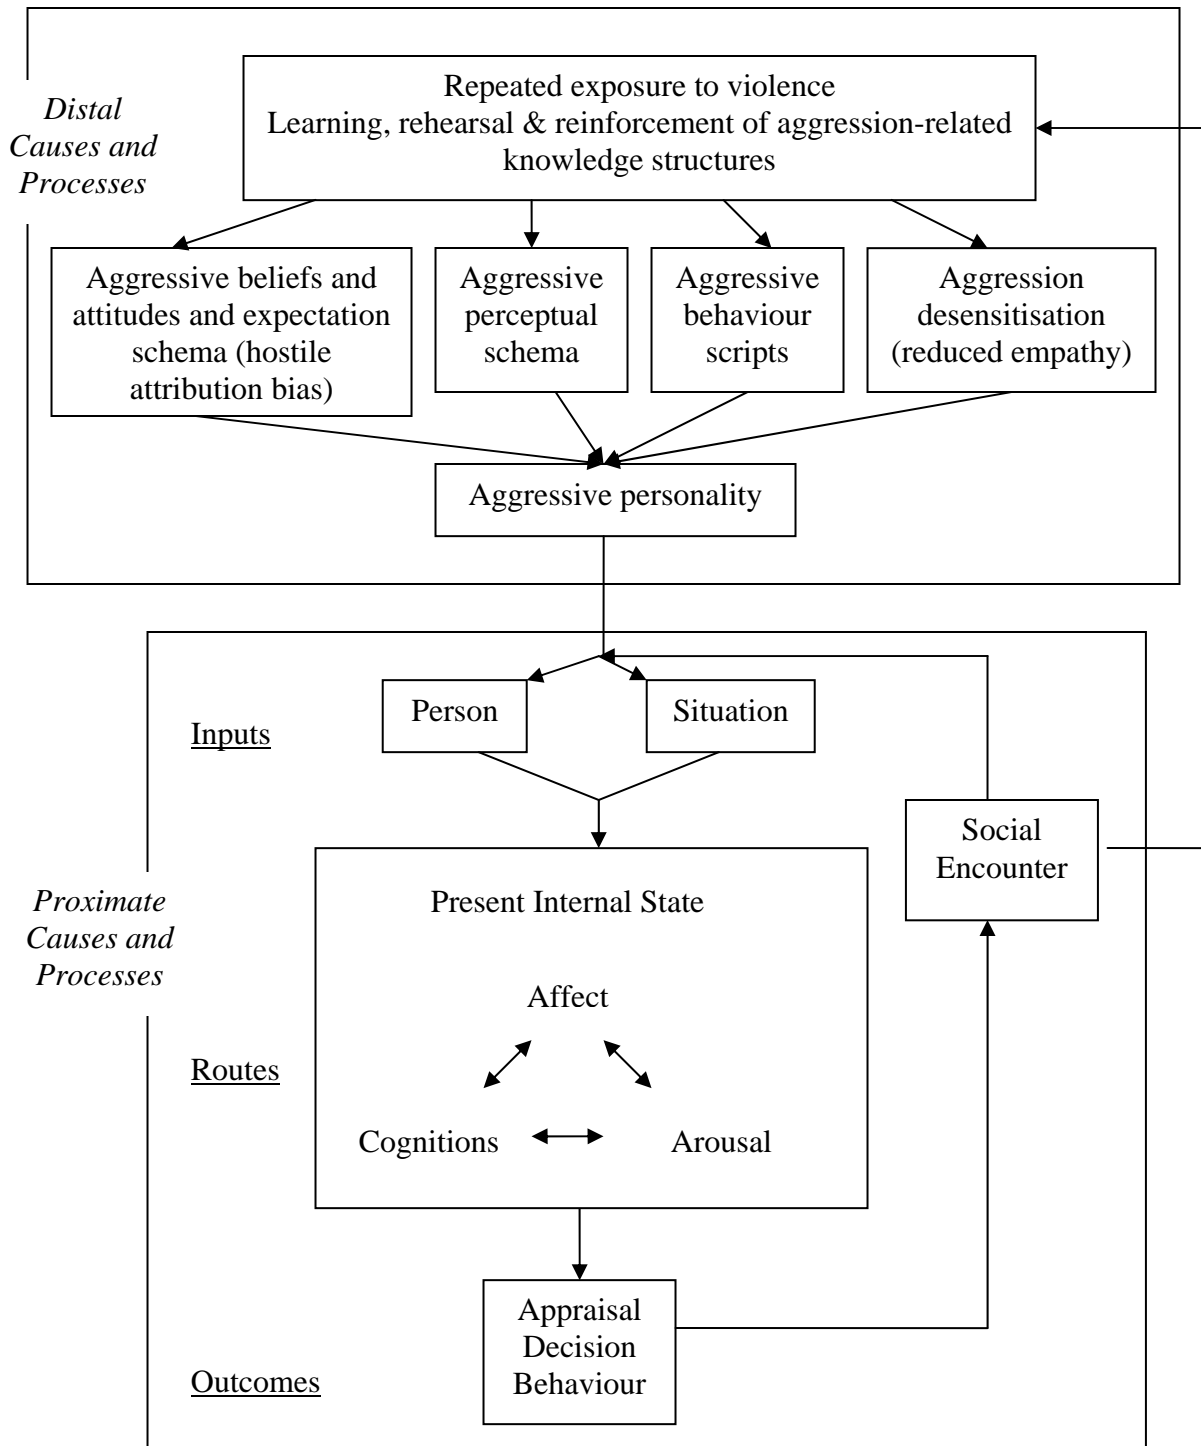 Distal
Causes and
Processes
Repeated exposure to violence
Learning, rehearsal & reinforcement of aggression-related
knowledge structures
Aggressive beliefs and
attitudes and expectation
schema (hostile
attribution bias)
Aggressive
perceptual
schema
Aggressive
behaviour
scripts
Aggression
desensitisation
(reduced empathy)
Aggressive personality
Inputs
Person
Situation
Social
Encounter
Proximate
Causes and
Processes
Present Internal State
Affect
Routes
Cognitions
Arousal
Appraisal
Decision
Behaviour
Outcomes